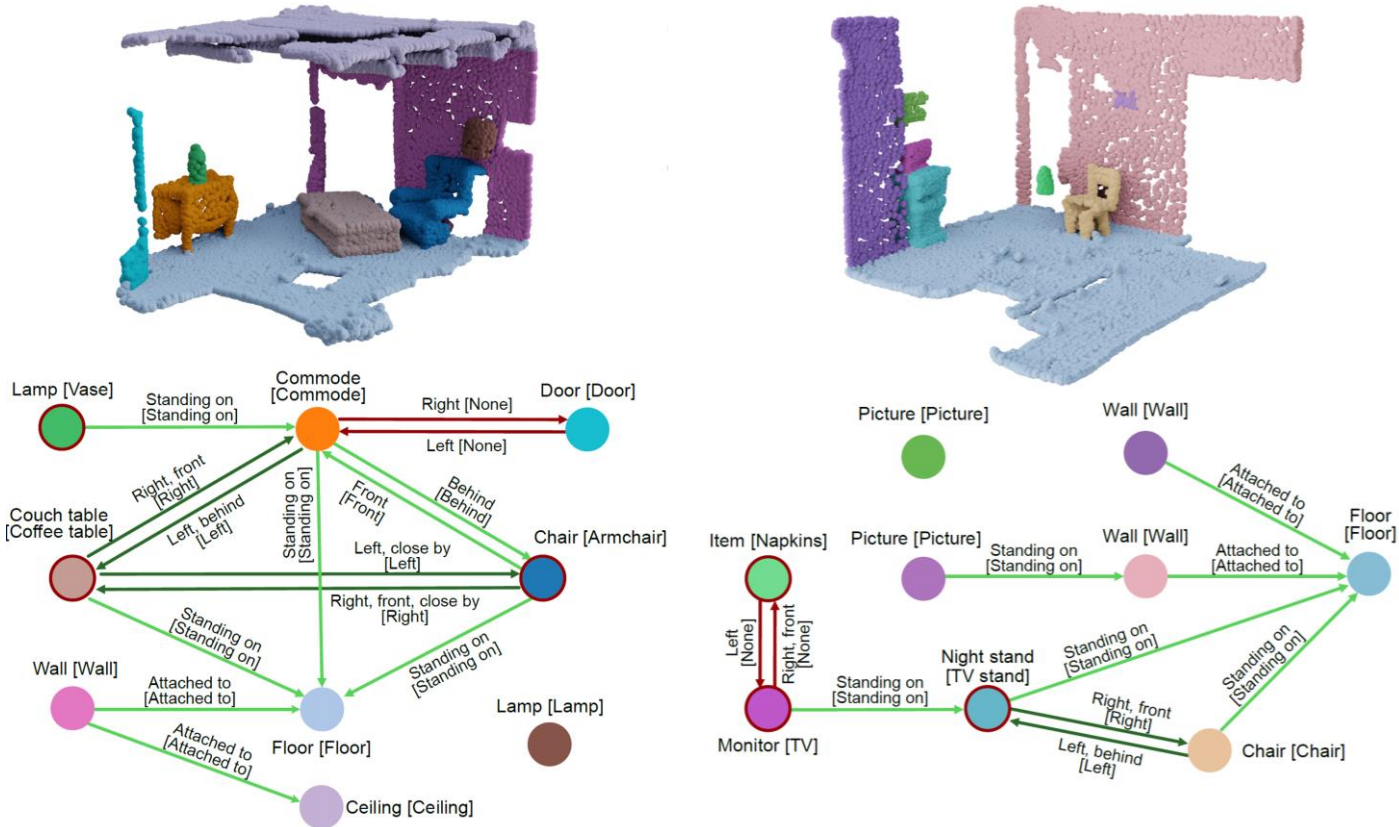 Lamp [Vase]
Standing on
[Standing on]
Commode
[Commode]
Right [None]
Left [None]
Door [Door]
Right, front
[Right]
Left, behind
[Left]
Standing on
[Standing on]
Front
[Front]
Behind
[Behind]
Couch table
[Coffee table]
Left, close by
[Left]
Right, front, close by
[Right]
Chair [Armchair]
Standing on
[Standing on]
Standing on
[Standing on]
Wall [Wall]
Attached to
[Attached to]
Floor [Floor]
Lamp [Lamp]
Attached to
[Attached to]
Ceiling [Ceiling]
Picture [Picture]
Wall [Wall]
Attached to
[Attached to]
Floor
[Floor]
Item [Napkins]
Picture [Picture]
Standing on
[Standing on]
Wall [Wall]
Attached to
[Attached to]
Left
[None]
Right, front
[None]
Standing on
[Standing on]
Night stand
[TV stand]
Standing on
[Standing on]
Standing on
[Standing on]
Monitor [TV]
Right, front
[Right]
Left, behind
[Left]
Chair [Chair]